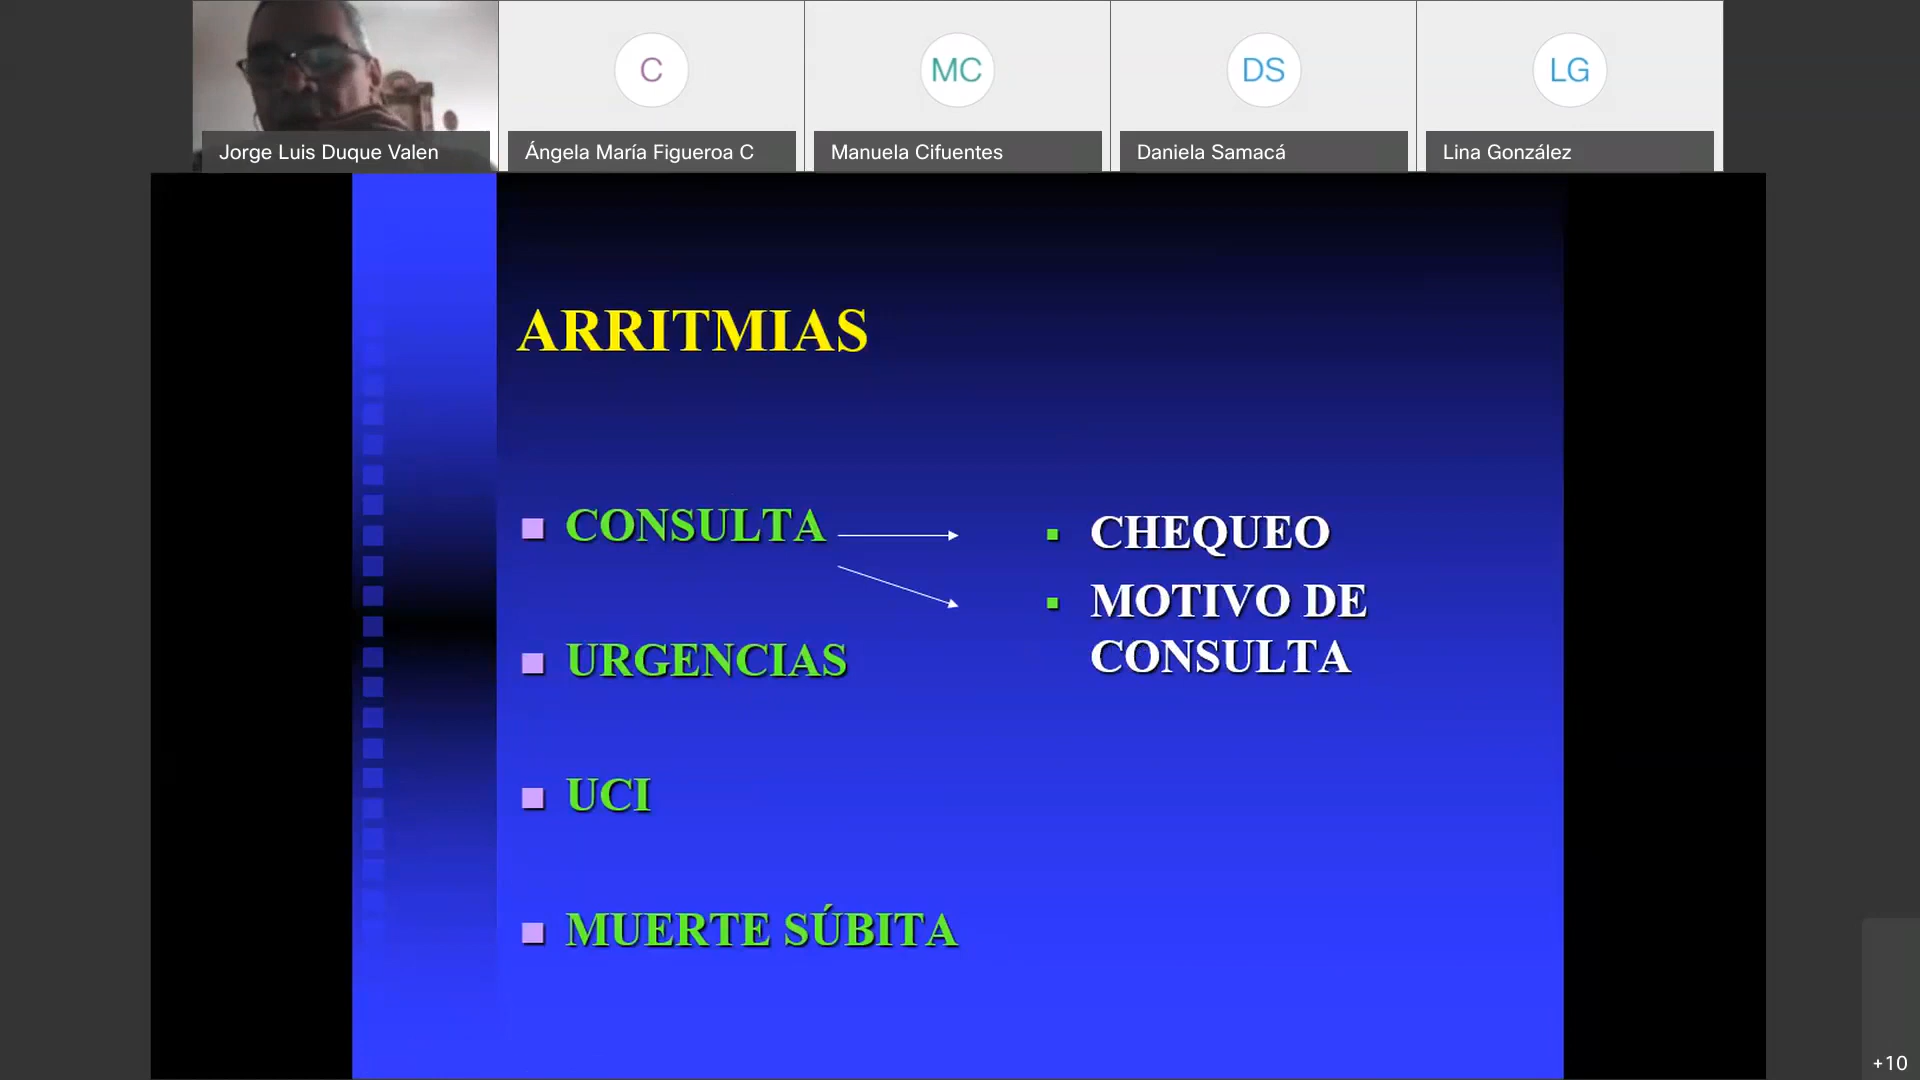 C
MC
DS
LG
Jorge Luis Duque Valen
Ángela María Figueroa C
Manuela Cifuentes
Daniela Samacá
Lina González
ARRITMIAS
CONSULTA
CHEQUEO
MOTIVO DE
CONSULTA
URGENCIAS
UCI
MUERTE SÚBITA
+10